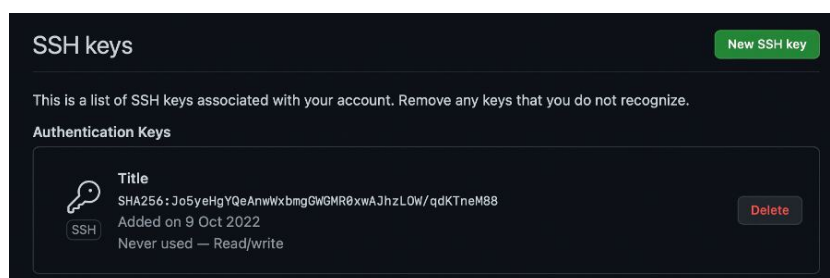 SSH keys
New SSH key
This is a list of SSH keys associated with your account. Remove any keys that you do not recognize.
Authentication Keys
Title
SHA256:Jo5yeHgYQeAnwWxbmgGWGMR0xwAJhzLOW/qdKTneM88
Added on 9 Oct 2022
Never used — Read/write
SSH
Delete